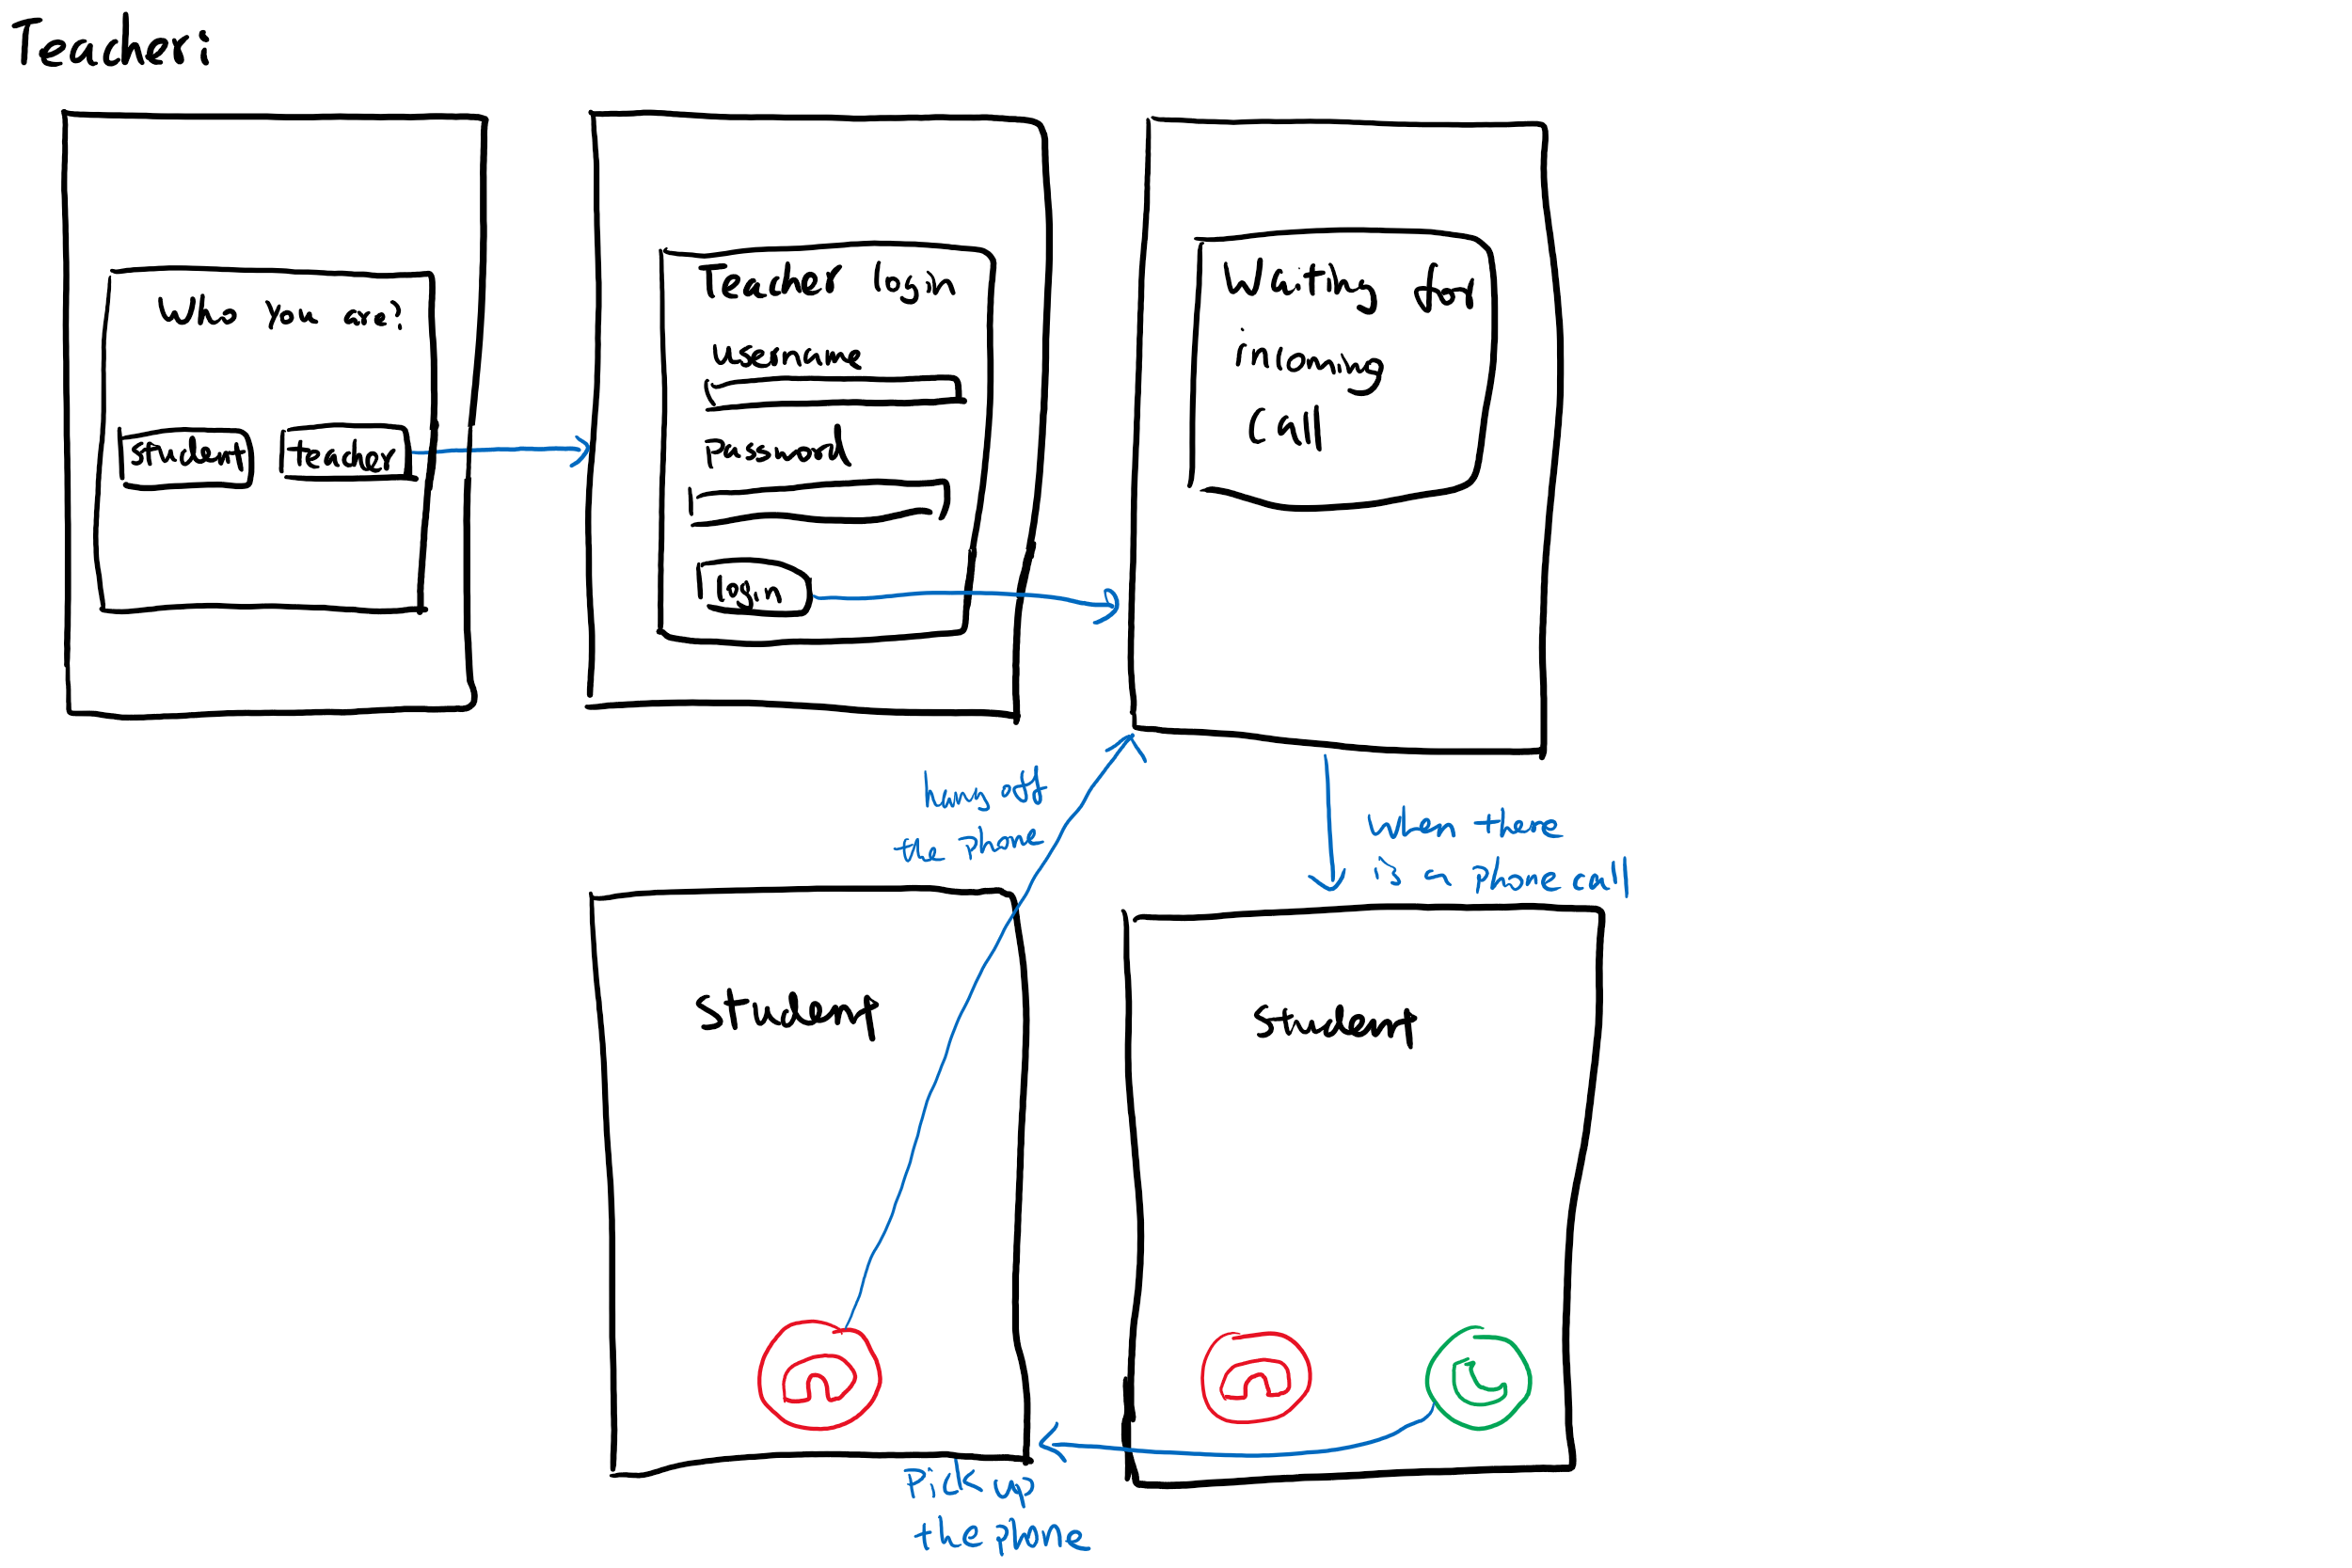 Teacher:
Who you are?
student
teacher
Teacher login
username
password
login
Waiting for
incoming
call
hang off
the phone
when there
is a phone call
student
student
Pick up
the phone